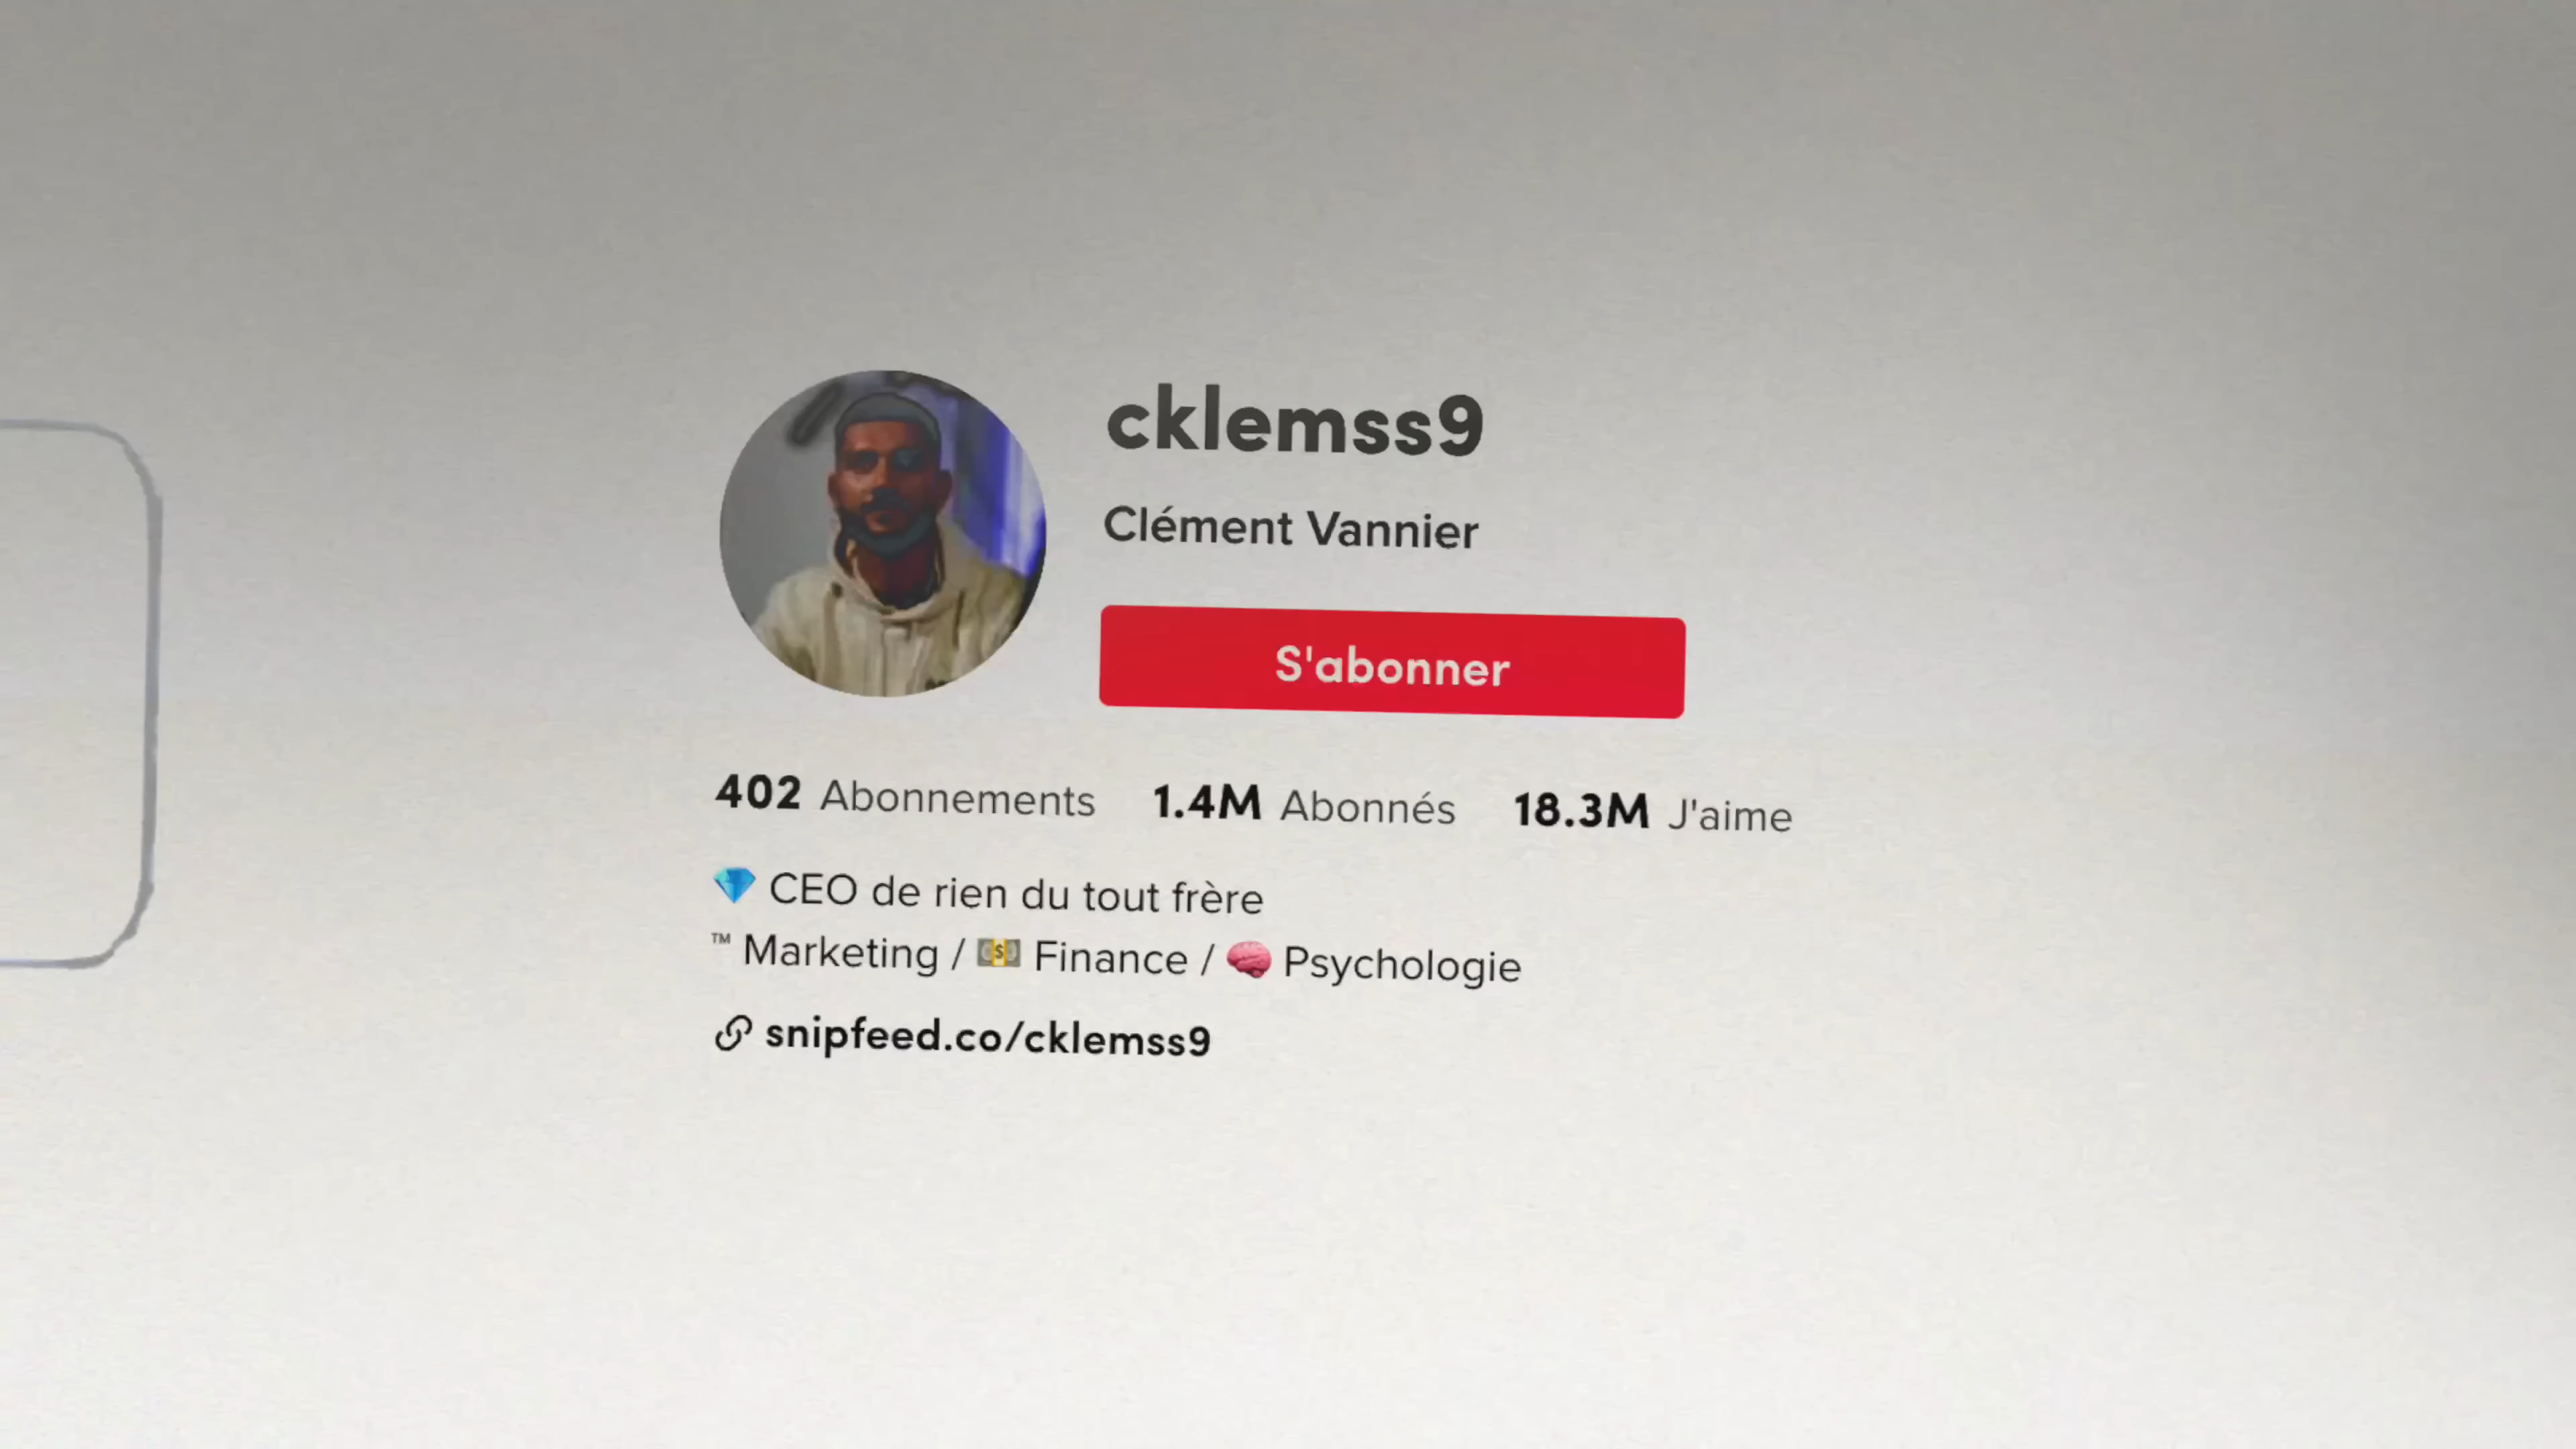 cklemss9
Clément Vannier
S'abonner
402 Abonnements 1.4M Abonnés 18.3M J'aime
💎 CEO de rien du tout frère
™ Marketing / 💵 Finance / 🧠 Psychologie
snipfeed.co/cklemss9